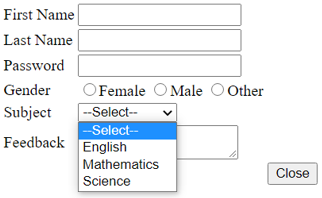 First Name
Last Name
Password
Gender Female Male Other
Subject --Select--
--Select--
Feedback
English
Mathematics
Science
Close